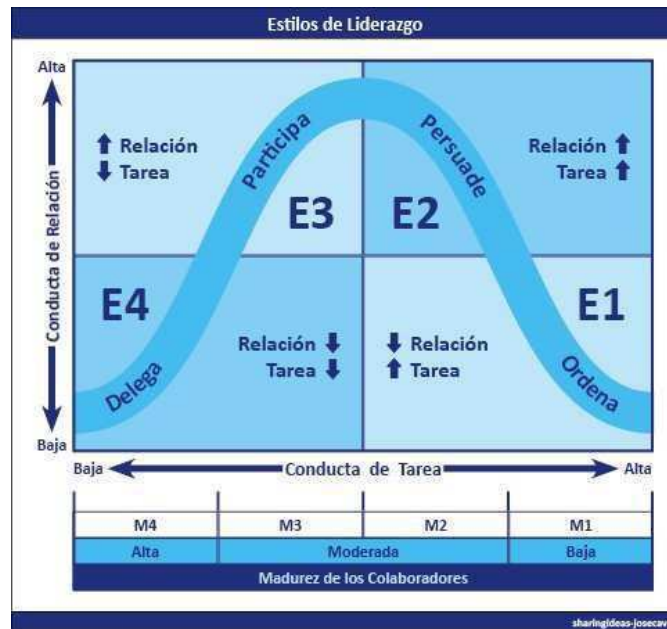 Estilos de Liderazgo
Alta
Conducta de Relación
Baja
Relación
Tarea
Participa
E3
Persuade
E2
Relación
Tarea
E4
Delega
Relación
Tarea
Relación
Tarea
E1
Ordena
Baja
Conducta de Tarea
Alta
M4 M3 M2 M1
Alta Moderada Baja
Madurez de los Colaboradores
sharingideas-josecav